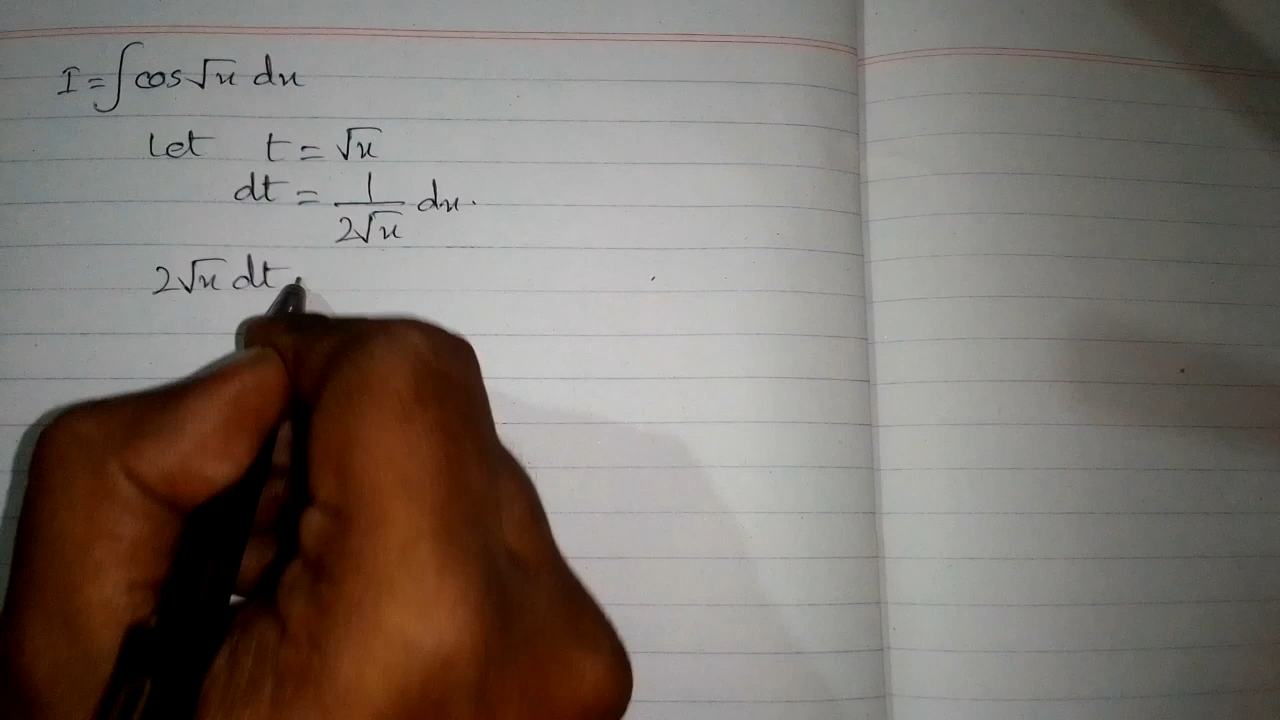 I = ∫ cos √x dx
Let t = √x
dt = 1/(2√x) dx.
2√x dt